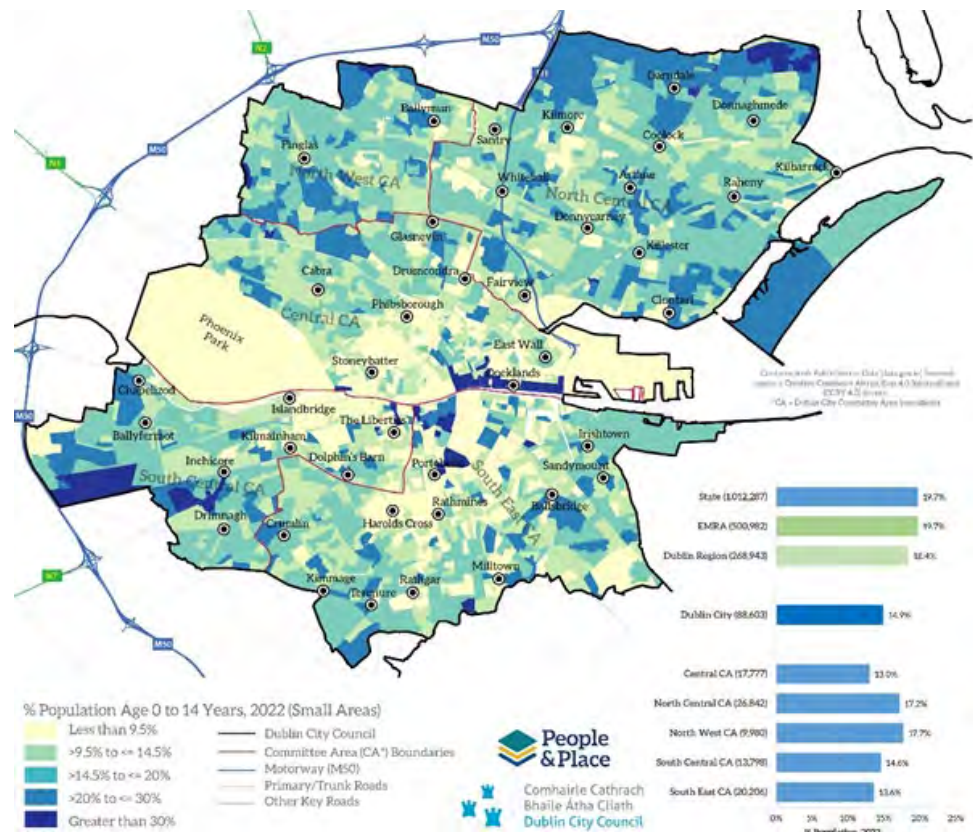 N2
M50
N3
M50
M50
N7
M50
Darndale
Ballymun
Donnaghmede
Santry
Kilmore
Coolock
Finglas
North West CA
Whitehall
Artane
Kilbarrack
Raheny
North Central CA
Donnycarney
Glasnevin
Killester
Cabra
Drumcondra
Fairview
Clontarf
Phibsborough
Central CA
Phoenix
Park
East Wall
Stoneybatter
Docklands
Chapelizod
Islandbridge
The Liberties
Ballyfermot
Kilmainham
Irishtown
Inchicore
Dolphin's Barn
Sandymount
South Central CA
South East CA
Ballsbridge
Rathmines
Drimnagh
Crumlin
Harolds Cross
Kimmage
Rathgar
Milltown
Terenure
State (1,012,287)
19.7%
EMRA (500,982)
19.7%
Dublin Region (268,943)
18.4%
Dublin City (88,603)
14.9%
Central CA (17,777)
13.0%
North Central CA (26,842)
17.2%
North West CA (9,980)
17.7%
South Central CA (13,798)
14.6%
South East CA (20,206)
13.6%
0%
5%
10%
15%
20%
25%
% Population, 2022
% Population Age 0 to 14 Years, 2022 (Small Areas)
Less than 9.5%
>9.5% to <= 14.5%
>14.5% to <= 20%
>20% to <= 30%
Greater than 30%
Dublin City Council
Committee Area (CA*) Boundaries
Motorway (M50)
Primary/Trunk Roads
Other Key Roads
People
& Place
Comhairle Cathrach
Bhaile Átha Cliath
Dublin City Council